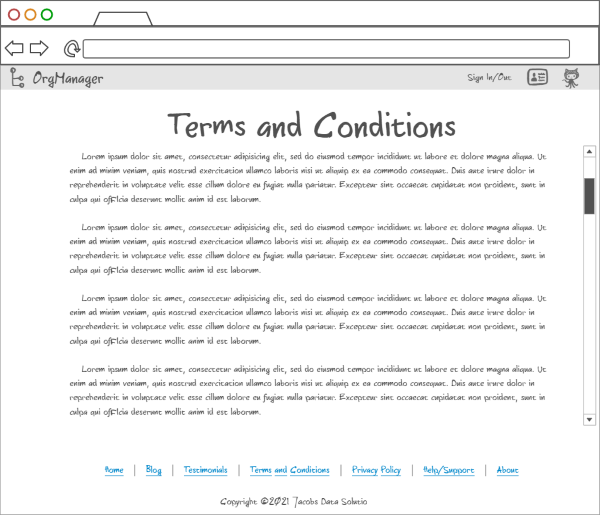 OrgManager
Sign In/Out
Terms and Conditions
Lorem ipsum dolor sit amet, consectetur adipisicing elit, sed do eiusmod tempor incididunt ut labore et dolore magna aliqua. Ut
enim ad minim veniam, quis nostrud exercitation ullamco laboris nisi ut aliquip ex ea commodo consequat. Duis aute irure dolor in
reprehenderit in voluptate velit esse cillum dolore eu fugiat nulla pariatur. Excepteur sint occaecat cupidatat non proident, sunt in
culpa qui officia deserunt mollit anim id est laborum.
Lorem ipsum dolor sit amet, consectetur adipisicing elit, sed do eiusmod tempor incididunt ut labore et dolore magna aliqua. Ut
enim ad minim veniam, quis nostrud exercitation ullamco laboris nisi ut aliquip ex ea commodo consequat. Duis aute irure dolor in
reprehenderit in voluptate velit esse cillum dolore eu fugiat nulla pariatur. Excepteur sint occaecat cupidatat non proident, sunt in
culpa qui officia deserunt mollit anim id est laborum.
Lorem ipsum dolor sit amet, consectetur adipisicing elit, sed do eiusmod tempor incididunt ut labore et dolore magna aliqua. Ut
enim ad minim veniam, quis nostrud exercitation ullamco laboris nisi ut aliquip ex ea commodo consequat. Duis aute irure dolor in
reprehenderit in voluptate velit esse cillum dolore eu fugiat nulla pariatur. Excepteur sint occaecat cupidatat non proident, sunt in
culpa qui officia deserunt mollit anim id est laborum.
Lorem ipsum dolor sit amet, consectetur adipisicing elit, sed do eiusmod tempor incididunt ut labore et dolore magna aliqua. Ut
enim ad minim veniam, quis nostrud exercitation ullamco laboris nisi ut aliquip ex ea commodo consequat. Duis aute irure dolor in
reprehenderit in voluptate velit esse cillum dolore eu fugiat nulla pariatur. Excepteur sint occaecat cupidatat non proident, sunt in
culpa qui officia deserunt mollit anim id est laborum.
Home | Blog | Testimonials | Terms and Conditions | Privacy Policy | Help/Support | About
Copyright ©2021 Jacobs Data Solutio